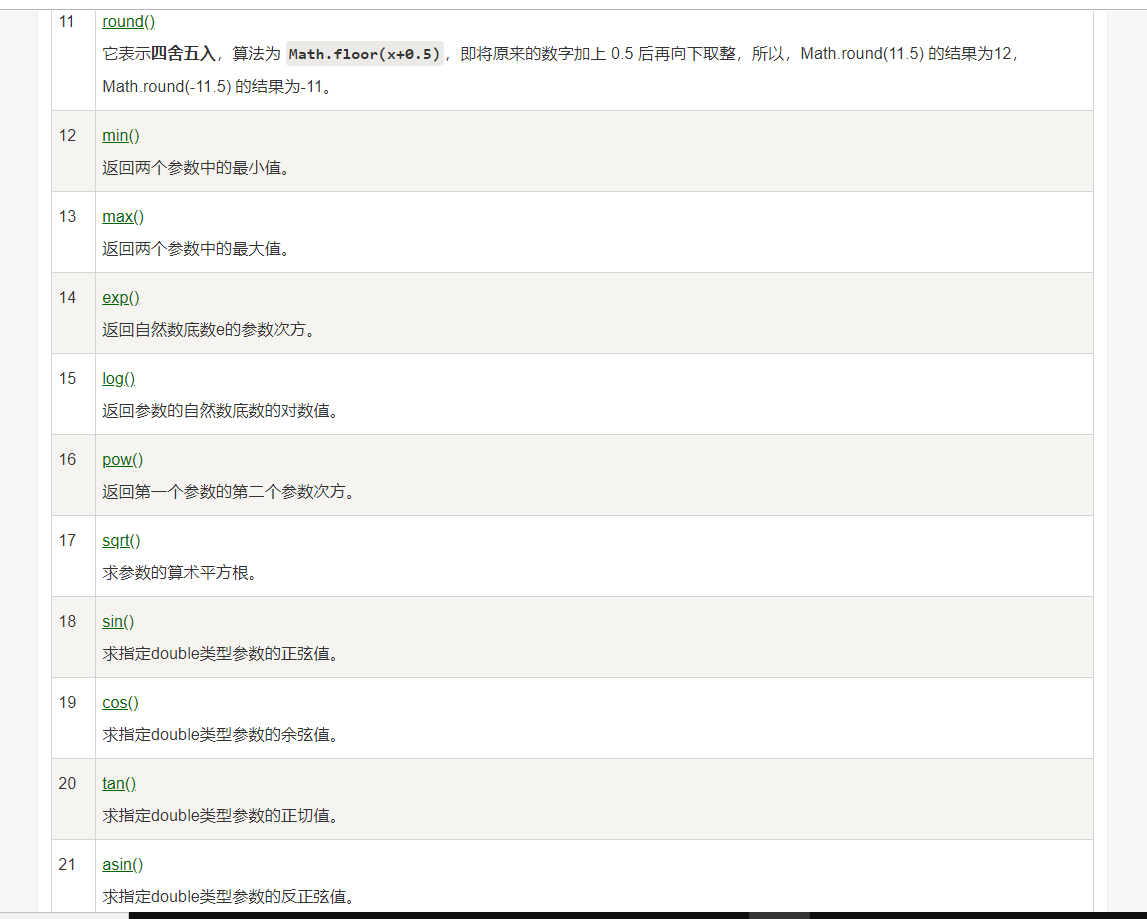 11
round()
它表示四舍五入，算法为 Math.floor(x+0.5)，即将原来的数字加上 0.5 后再向下取整，所以，Math.round(11.5) 的结果为12，
Math.round(-11.5) 的结果为-11。
12
min()
返回两个参数中的最小值。
13
max()
返回两个参数中的最大值。
14
exp()
返回自然数底数e的参数次方。
15
log()
返回参数的自然数底数的对数值。
16
pow()
返回第一个参数的第二个参数次方。
17
sqrt()
求参数的算术平方根。
18
sin()
求指定double类型参数的正弦值。
19
cos()
求指定double类型参数的余弦值。
20
tan()
求指定double类型参数的正切值。
21
asin()
求指定double类型参数的反正弦值。